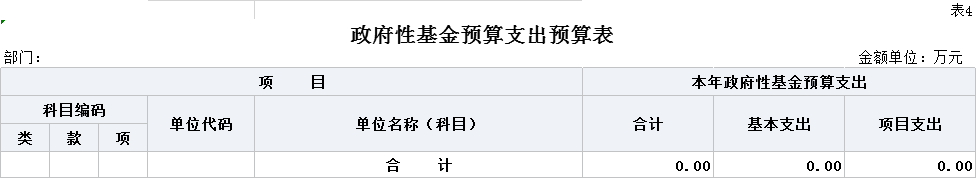 表4
政府性基金预算支出预算表
部门：
金额单位：万元
项 目 本年政府性基金预算支出
科目编码 单位代码 单位名称（科目） 合计 基本支出 项目支出
类 款 项
合 计 0.00 0.00 0.00